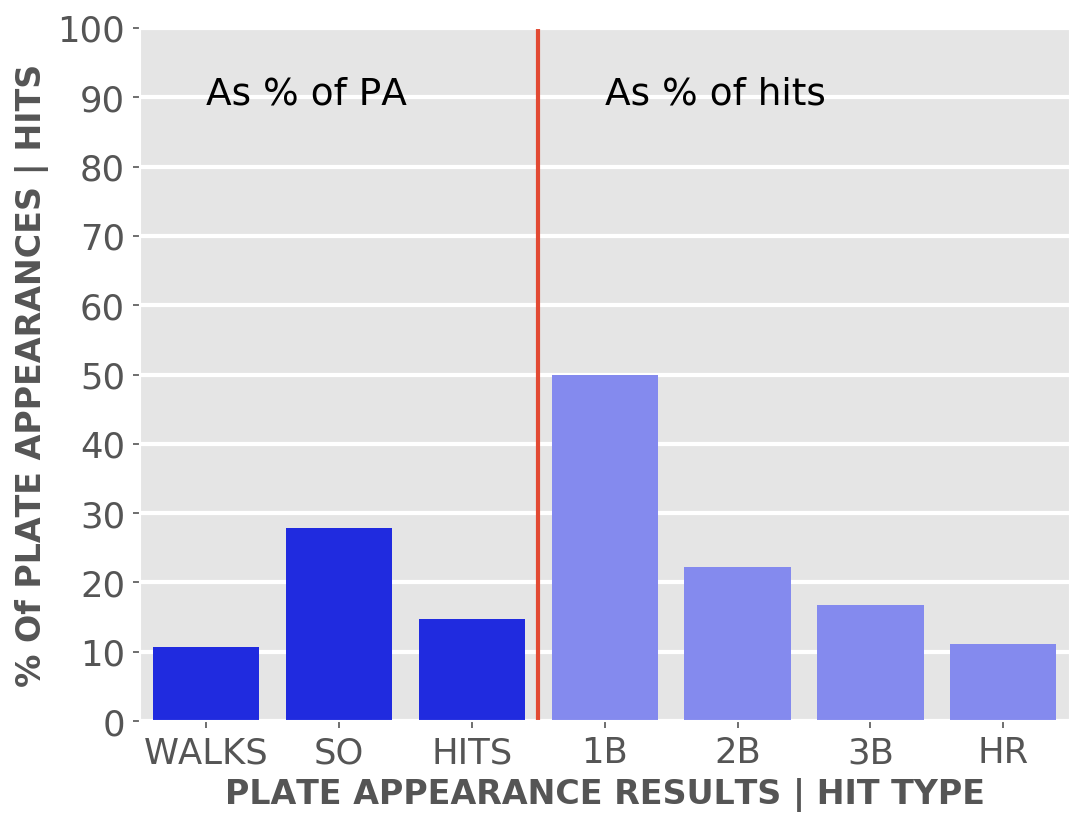 % Of PLATE APPEARANCES | HITS
100
90
80
70
60
50
40
30
20
10
0
As % of PA
As % of hits
WALKS SO HITS 1B 2B 3B HR
PLATE APPEARANCE RESULTS | HIT TYPE